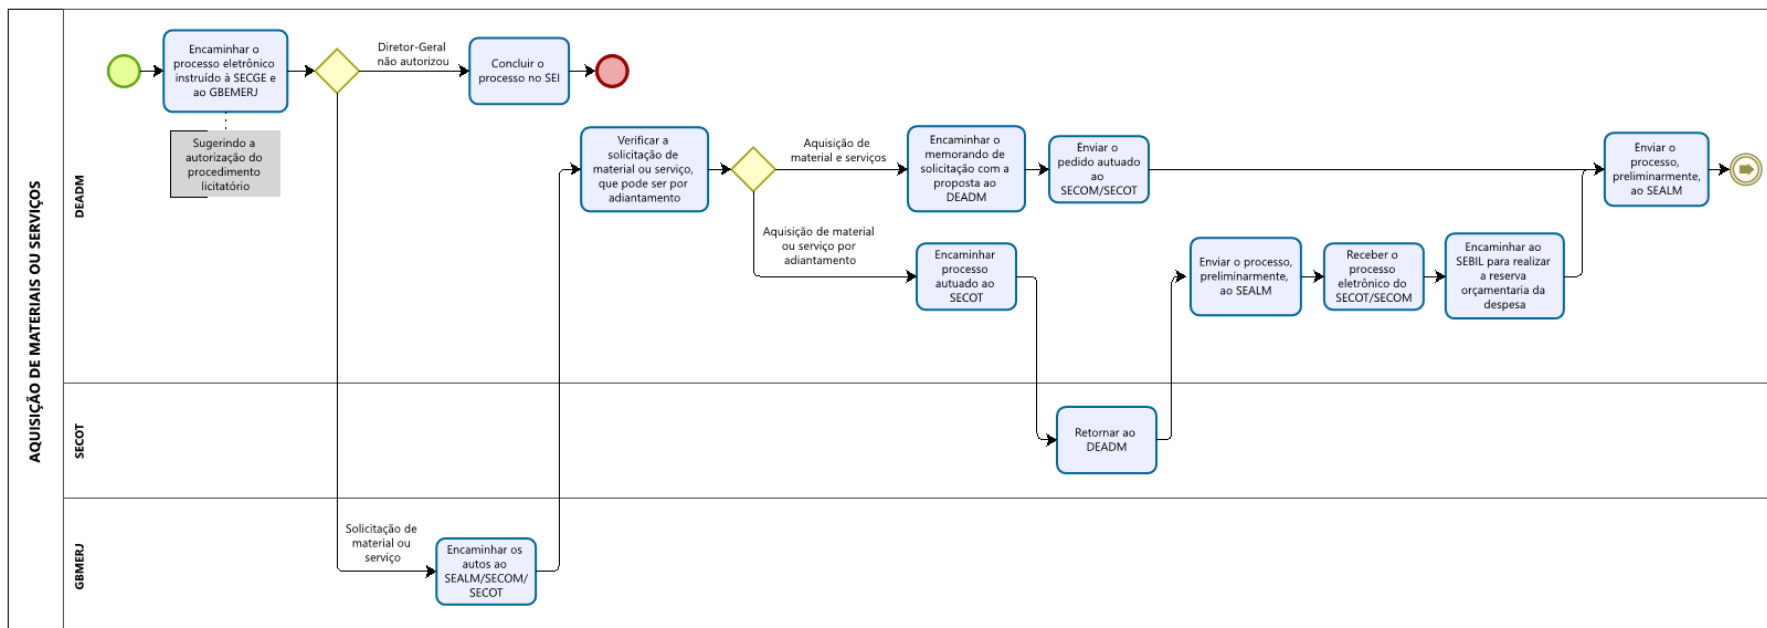 AQUISIÇÃO DE MATERIAIS OU SERVIÇOS
DEADM
Encaminhar o
processo eletrônico
instruído à SECGE e
ao GBEMERJ
Sugerindo a
autorização do
procedimento
licitatório
Diretor-Geral
não autorizou
Concluir o
processo no SEI
Verificar a
solicitação de
material ou serviço,
que pode ser por
adiantamento
Aquisição de
material e serviços
Encaminhar o
memorando de
solicitação com a
proposta ao
DEADM
Enviar o
pedido autuado
ao
SECOM/SECOT
Enviar o
processo,
preliminarmente,
ao SEALM
Aquisição de material
ou serviço por
adiantamento
Encaminhar
processo
autuado ao
SECOT
Enviar o processo,
preliminarmente,
ao SEALM
Receber o
processo
eletrônico do
SECOT/SECOM
Encaminhar ao
SEBIL para realizar
a reserva
orçamentaria da
despesa
SECOT
Retornar ao
DEADM
GBMERJ
Solicitação de
material ou
serviço
Encaminhar os
autos ao
SEALM/SECOM/
SECOT